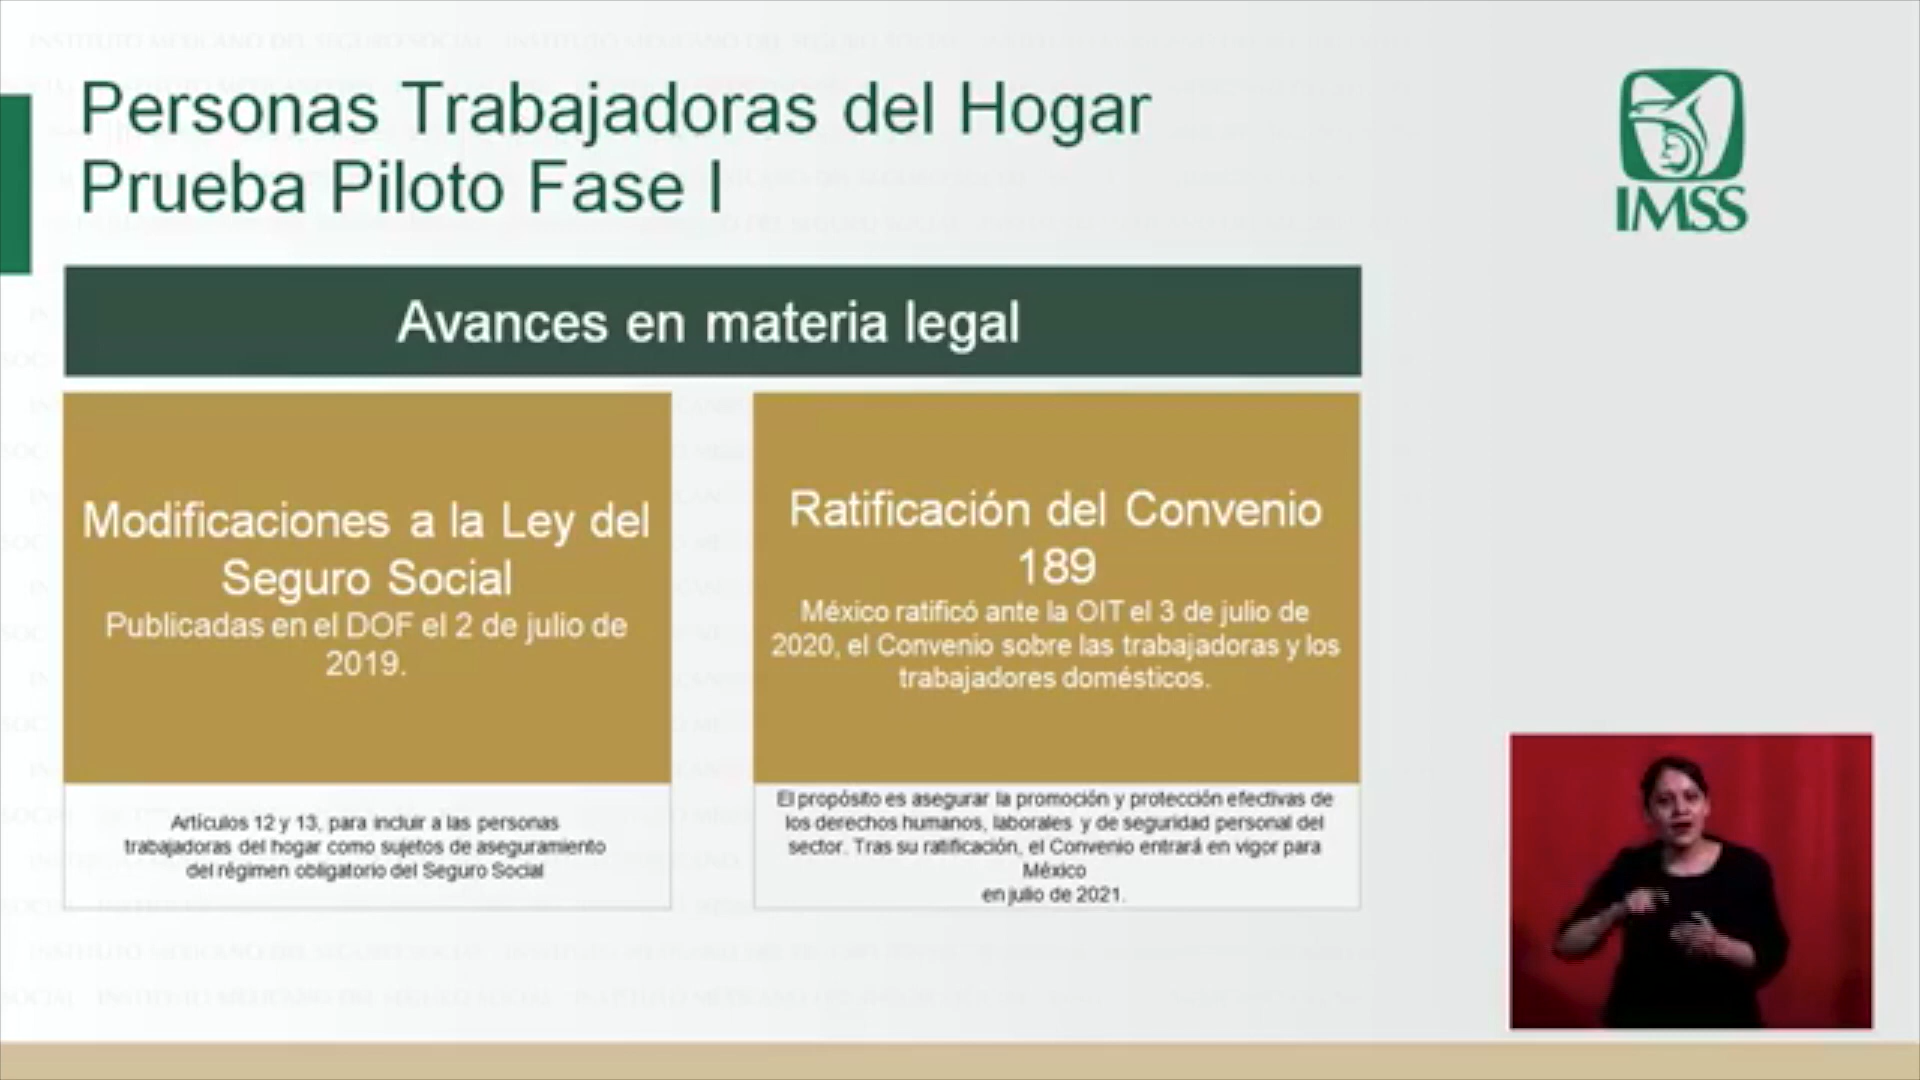 Personas Trabajadoras del Hogar
Prueba Piloto Fase I
IMSS
Avances en materia legal
Modificaciones a la Ley del
Seguro Social
Publicadas en el DOF el 2 de julio de
2019.
Artículos 12 y 13, para incluir a las personas
trabajadoras del hogar como sujetos de aseguramiento
del régimen obligatorio del Seguro Social
Ratificación del Convenio
189
México ratificó ante la OIT el 3 de julio de
2020, el Convenio sobre las trabajadoras y los
trabajadores domésticos.
El propósito es asegurar la promoción y protección efectivas de
los derechos humanos, laborales y de seguridad personal del
sector. Tras su ratificación, el Convenio entrará en vigor para
México
en julio de 2021.